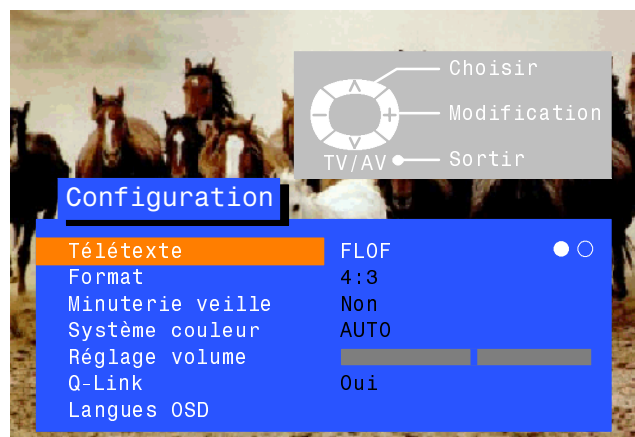 Choisir
Modification
TV/AV Sortir
Configuration
Télétexte FLOF
Format 4:3
Minuterie veille Non
Système couleur AUTO
Réglage volume
Q-Link Oui
Langues OSD